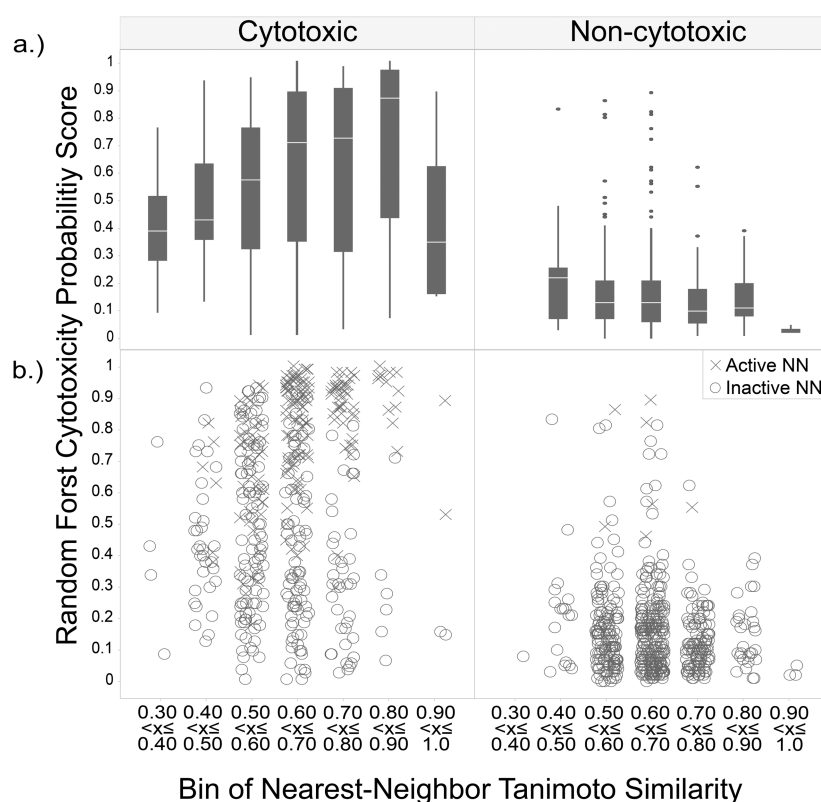 a.)
Cytotoxic
Non-cytotoxic
1
0.9
0.8
0.7
0.6
0.5
0.4
0.3
0.2
0.1
0
b.)
Random Forst Cytotoxicity Probabilitiy Score
× Active NN
○ Inactive NN
1
0.9
0.8
0.7
0.6
0.5
0.4
0.3
0.2
0.1
0
0.30 0.40 0.50 0.60 0.70 0.80 0.90 0.30 0.40 0.50 0.60 0.70 0.80 0.90
<x≤ <x≤ <x≤ <x≤ <x≤ <x≤ <x≤ <x≤ <x≤ <x≤ <x≤ <x≤ <x≤ <x≤
0.40 0.50 0.60 0.70 0.80 0.90 1.0 0.40 0.50 0.60 0.70 0.80 0.90 1.0
Bin of Nearest-Neighbor Tanimoto Similarity